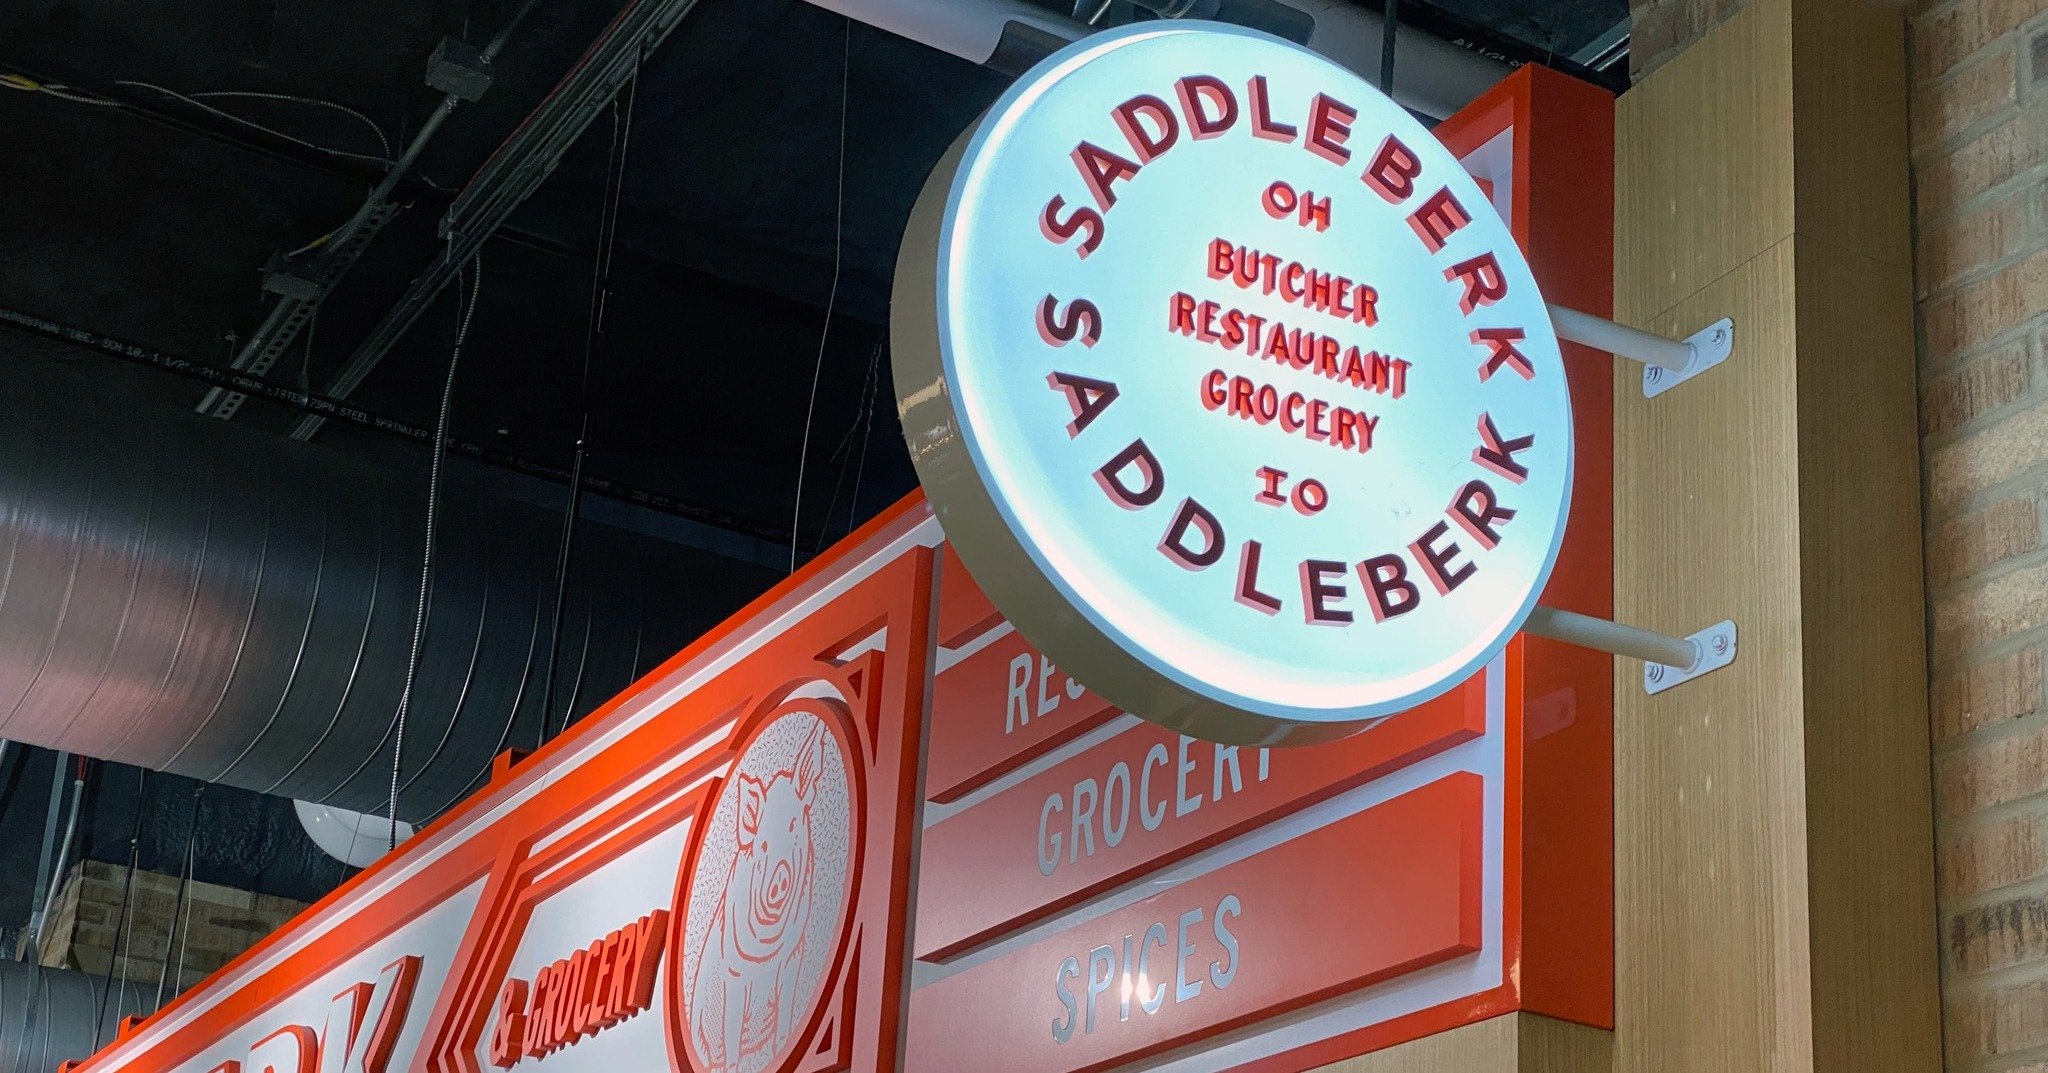 SADDLEBERK
OH
BUTCHER
RESTAURANT
GROCERY
IO
SADDLEBERK
GROCERY
SPICES
& GROCERY